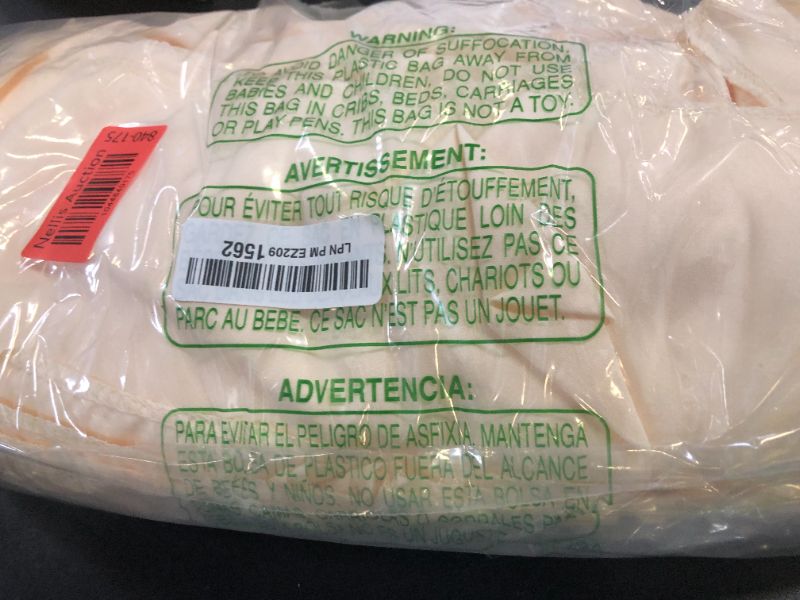 WARNING:
AVOID DANGER OF SUFFOCATION,
KEEP THIS PLASTIC BAG AWAY FROM
BABIES AND CHILDREN, DO NOT USE
THIS BAG IN CRIBS, BEDS, CARRIAGES
OR PLAY PENS. THIS BAG IS NOT A TOY.
840-175
Nellis Auction
AVERTISSEMENT:
POUR ÉVITER TOUT RISQUE D'ÉTOUFFEMENT,
PLASTIQUE LOIN DES
N'UTILISEZ PAS CE
LITS, CHARIOTS OU
PARC AU BEBE. CE SAC N'EST PAS UN JOUET.
LPN PM EZ209 1562
ADVERTENCIA:
PARA EVITAR EL PELIGRO DE ASFIXIA, MANTENGA
ESTA BOLSA DE PLASTICO FUERA DEL ALCANCE
DE BEBÉS Y NIÑOS. NO USAR ESTA BOLSA EN
UN JUGUETE